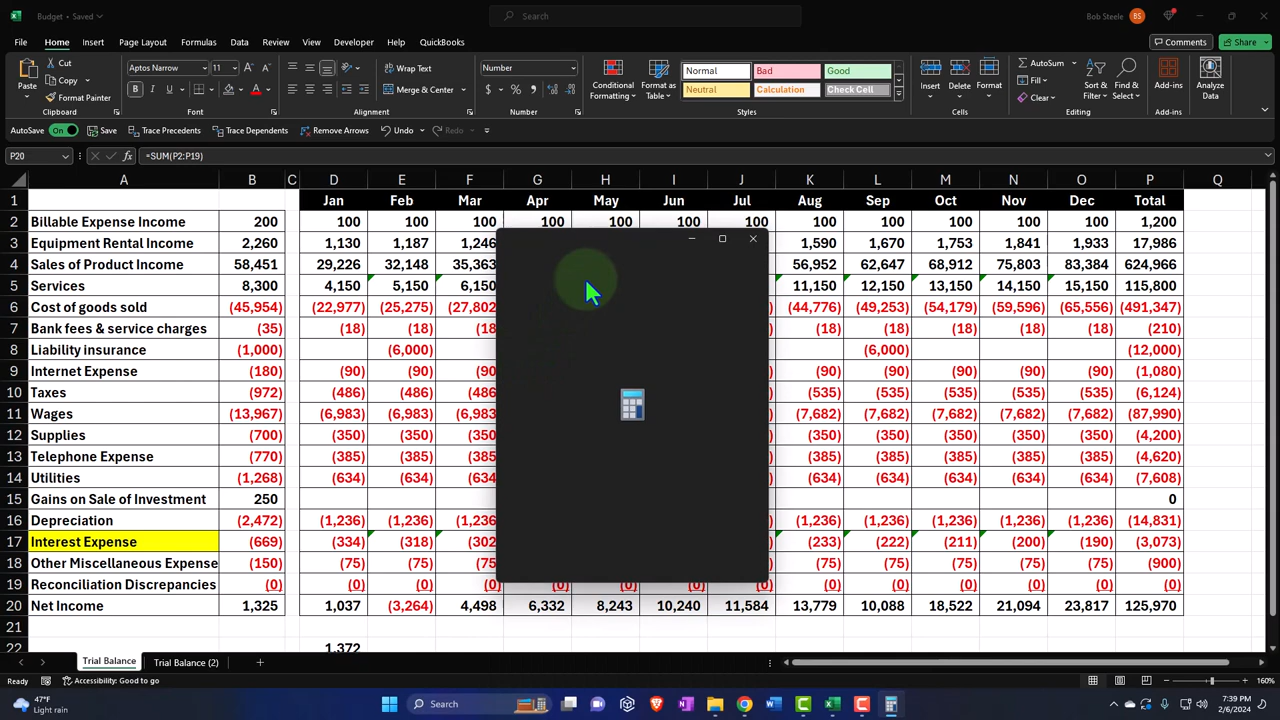 Budget • Saved
Search
Bob Steele BS
File Home Insert Page Layout Formulas Data Review View Developer Help QuickBooks Comments Share
Cut
Copy
Format Painter
Paste
Clipboard
Aptos Narrow 11
Font
Wrap Text
Merge & Center
Alignment
Number
Number
Conditional Formatting
Format as Table
Normal Bad Good
Neutral Calculation Check Cell
Styles
Insert Delete Format
Cells
AutoSum
Fill
Clear
Sort & Filter
Find & Select
Editing
Add-ins
Add-ins
Analyze Data
AutoSave On Save Trace Precedents Trace Dependents Remove Arrows Undo Redo
P20 =SUM(P2:P19)
A B C D E F G H I J K L M N O P Q
1 Jan Feb Mar Apr May Jun Jul Aug Sep Oct Nov Dec Total
2 Billable Expense Income 200 100 100 100 100 100 100 100 100 100 100 100 100 1,200
3 Equipment Rental Income 2,260 1,130 1,187 1,246 1,590 1,670 1,753 1,841 1,933 17,986
4 Sales of Product Income 58,451 29,226 32,148 35,363 56,952 62,647 68,912 75,803 83,384 624,966
5 Services 8,300 4,150 5,150 6,150 11,150 12,150 13,150 14,150 15,150 115,800
6 Cost of goods sold (45,954) (22,977) (25,275) (27,802) (44,776) (49,253) (54,179) (59,596) (65,556) (491,347)
7 Bank fees & service charges (35) (18) (18) (18) (18) (18) (18) (18) (18) (210)
8 Liability insurance (1,000) (6,000) (6,000) (12,000)
9 Internet Expense (180) (90) (90) (90) (90) (90) (90) (90) (90) (1,080)
10 Taxes (972) (486) (486) (486 (535) (535) (535) (535) (535) (6,124)
11 Wages (13,967) (6,983) (6,983) (6,983 (7,682) (7,682) (7,682) (7,682) (7,682) (87,990)
12 Supplies (700) (350) (350) (350 (350) (350) (350) (350) (350) (4,200)
13 Telephone Expense (770) (385) (385) (385 (385) (385) (385) (385) (385) (4,620)
14 Utilities (1,268) (634) (634) (634 (634) (634) (634) (634) (634) (7,608)
15 Gains on Sale of Investment 250 0
16 Depreciation (2,472) (1,236) (1,236) (1,236 (1,236) (1,236) (1,236) (1,236) (1,236) (14,831)
17 Interest Expense (669) (334) (318) (302 (233) (222) (211) (200) (190) (3,073)
18 Other Miscellaneous Expense (150) (75) (75) (75 (75) (75) (75) (75) (75) (900)
19 Reconciliation Discrepancies (0) (0) (0) (0) (0) (0) (0) (0) (0) (0) (0) (0) (0) (0)
20 Net Income 1,325 1,037 (3,264) 4,498 6,332 8,243 10,240 11,584 13,779 10,088 18,522 21,094 23,817 125,970
21
22 1,372
Trial Balance Trial Balance (2)
Ready Accessibility: Good to go 160%
47°F
Light rain
Search
7:39 PM
2/6/2024